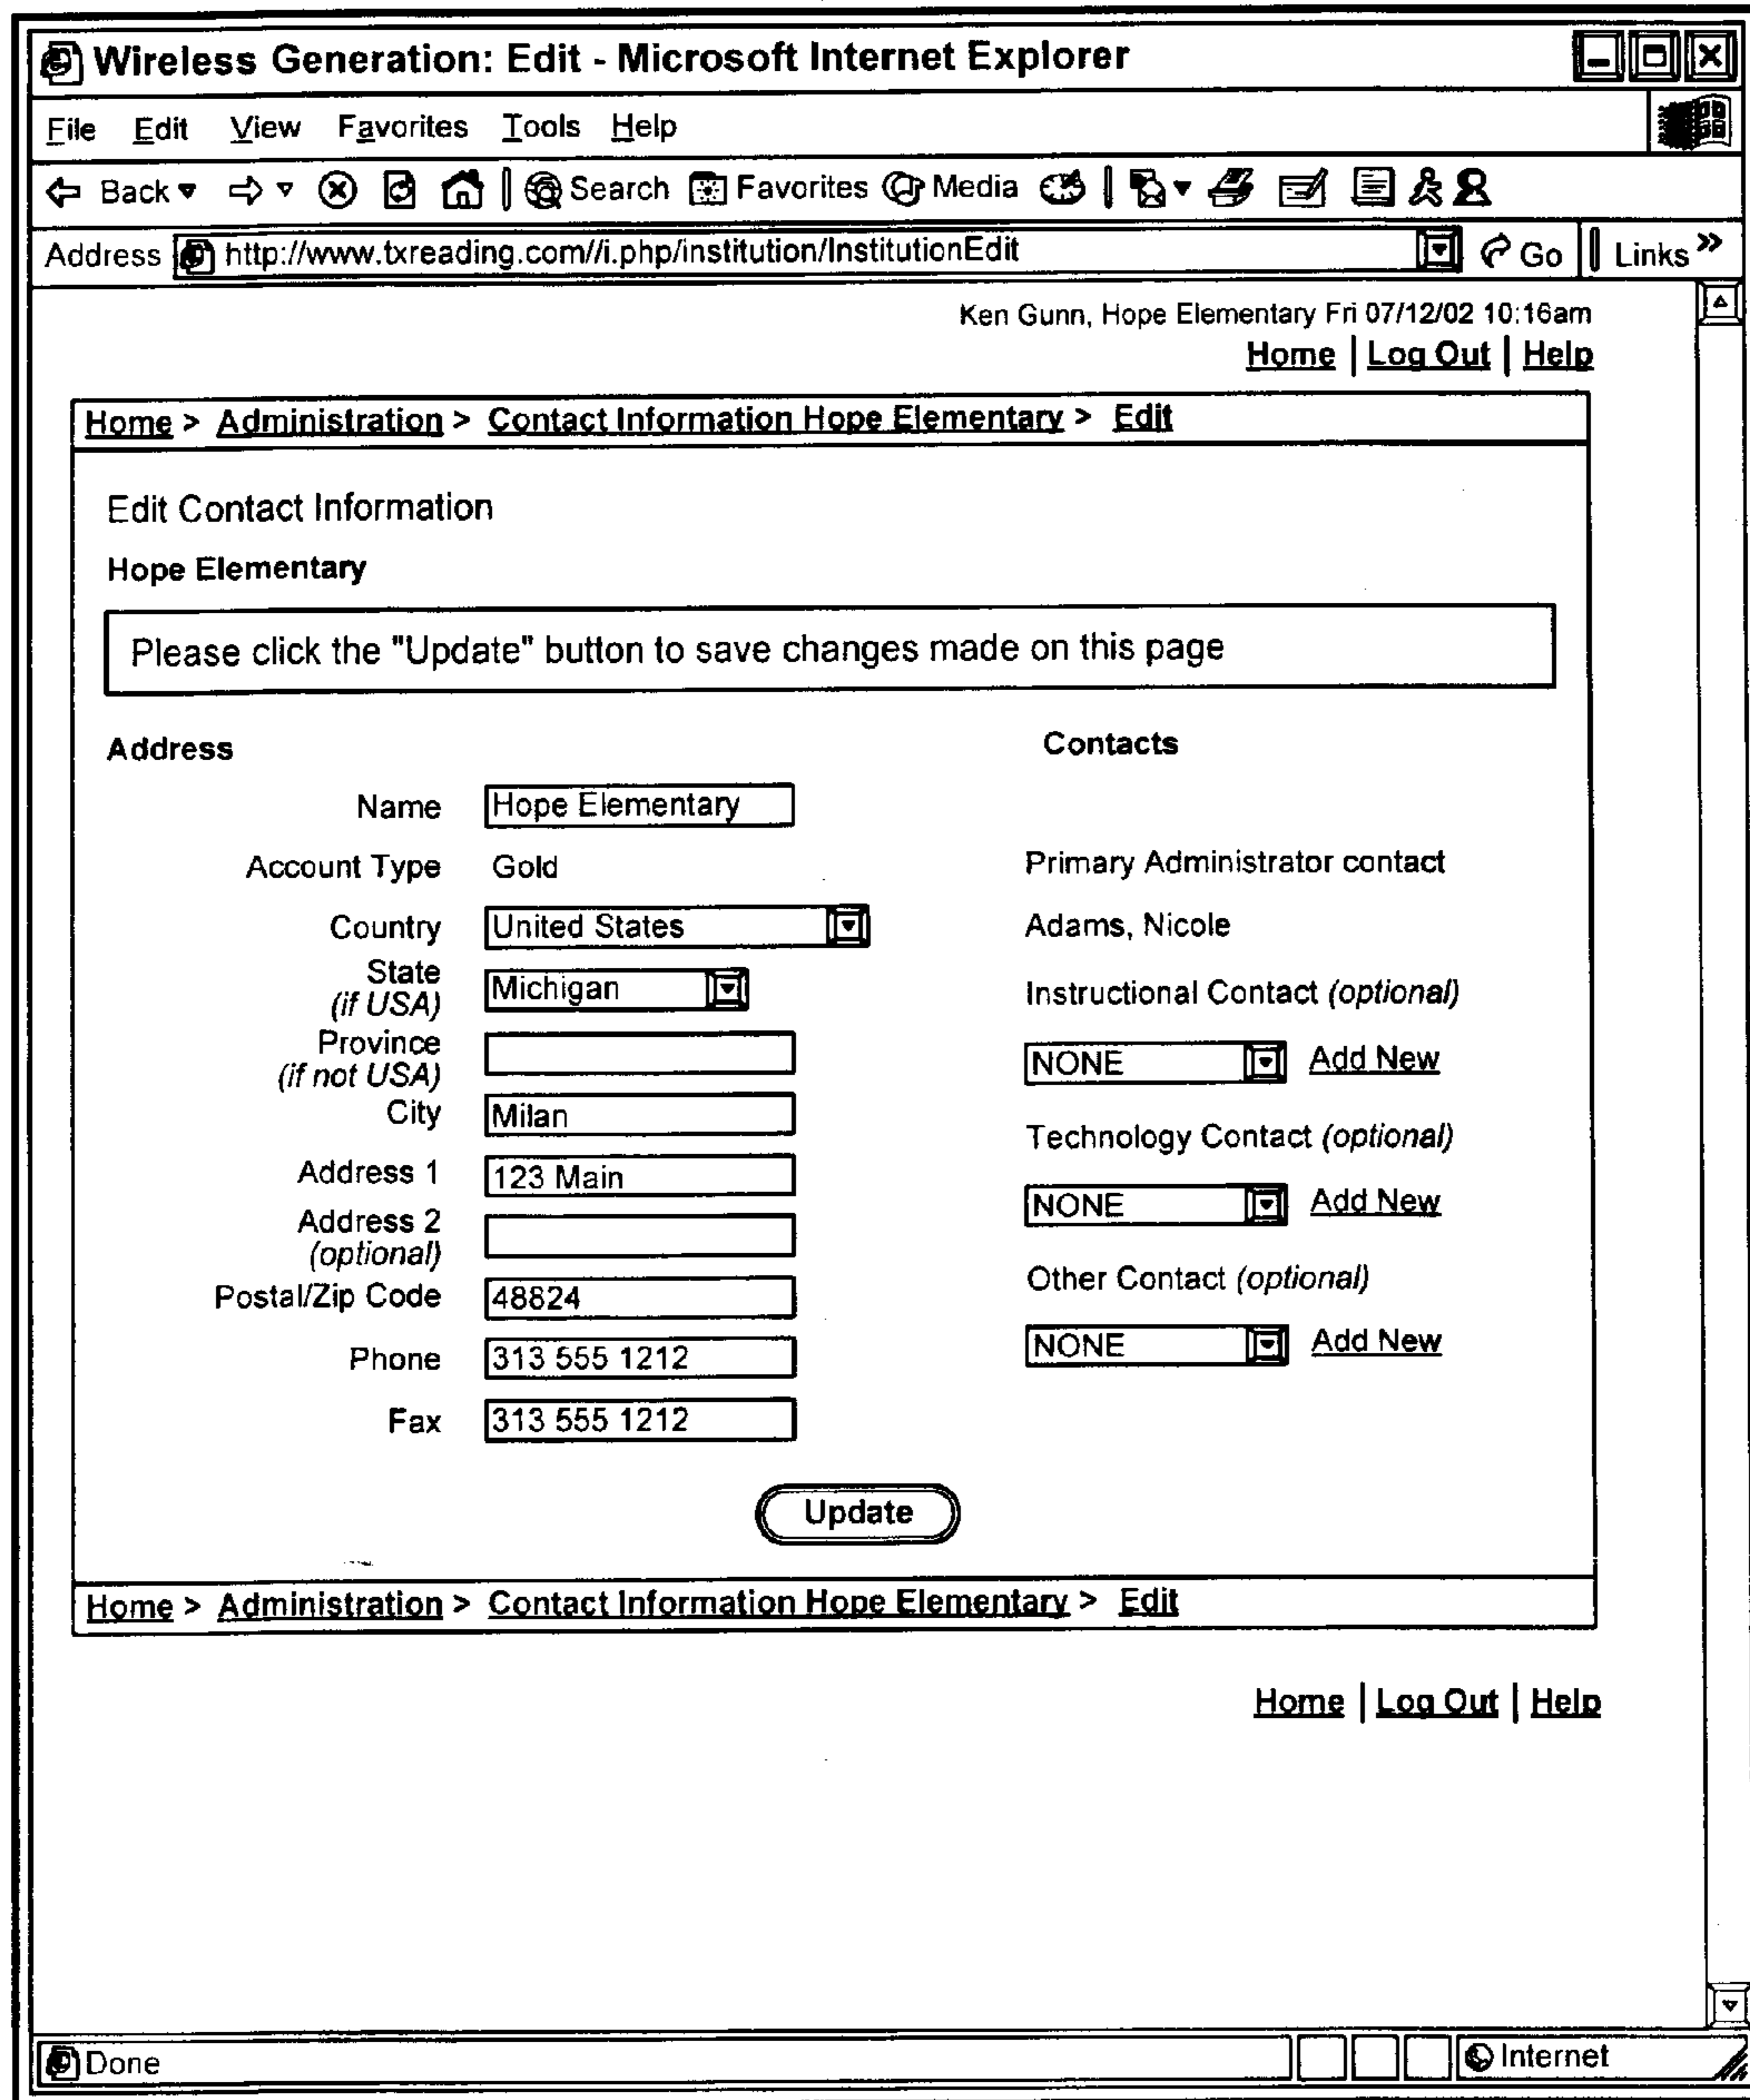 Wireless Generation: Edit - Microsoft Internet Explorer
File Edit View Favorites Tools Help
Back Search Favorites Media
Address http://www.txreading.com//i.php/institution/InstitutionEdit Go Links »
Ken Gunn, Hope Elementary Fri 07/12/02 10:16am
Home | Log Out | Help
Home > Administration > Contact Information Hope Elementary > Edit
Edit Contact Information
Hope Elementary
Please click the "Update" button to save changes made on this page
Address Contacts
Name Hope Elementary
Account Type Gold Primary Administrator contact
Country United States Adams, Nicole
State
(if USA) Michigan Instructional Contact (optional)
Province
(if not USA) NONE Add New
City Milan
Technology Contact (optional)
Address 1 123 Main
Address 2 NONE Add New
(optional)
Postal/Zip Code 48824 Other Contact (optional)
Phone 313 555 1212 NONE Add New
Fax 313 555 1212
Update
Home > Administration > Contact Information Hope Elementary > Edit
Home | Log Out | Help
Done Internet